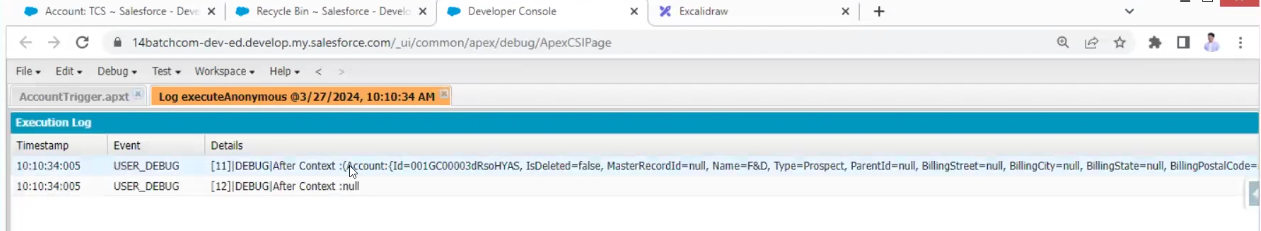 Account: TCS ~ Salesforce - Deve
Recycle Bin ~ Salesforce - Develo
Developer Console
Excalidraw
14batchcom-dev-ed.develop.my.salesforce.com/_ui/common/apex/debug/ApexCSIPage
File Edit Debug Test Workspace Help < >
AccountTrigger.apxt
Log executeAnonymous @3/27/2024, 10:10:34 AM
Execution Log
Timestamp Event Details
10:10:34:005 USER_DEBUG [11]|DEBUG|After Context :(Account:{Id=001GC00003dRsoHYAS, IsDeleted=false, MasterRecordId=null, Name=F&D, Type=Prospect, ParentId=null, BillingStreet=null, BillingCity=null, BillingState=null, BillingPostalCode=
10:10:34:005 USER_DEBUG [12]|DEBUG|After Context :null